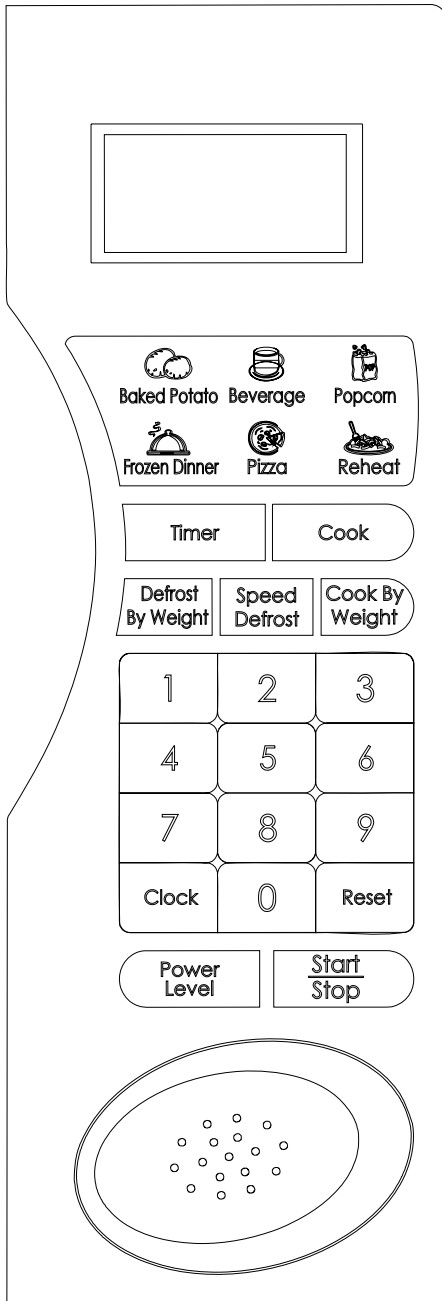 Baked Potato Beverage Popcorn
Frozen Dinner Pizza Reheat
Timer Cook
Defrost
By Weight
Speed
Defrost
Cook By
Weight
1 2 3
4 5 6
7 8 9
Clock 0 Reset
Power
Level
Start
Stop